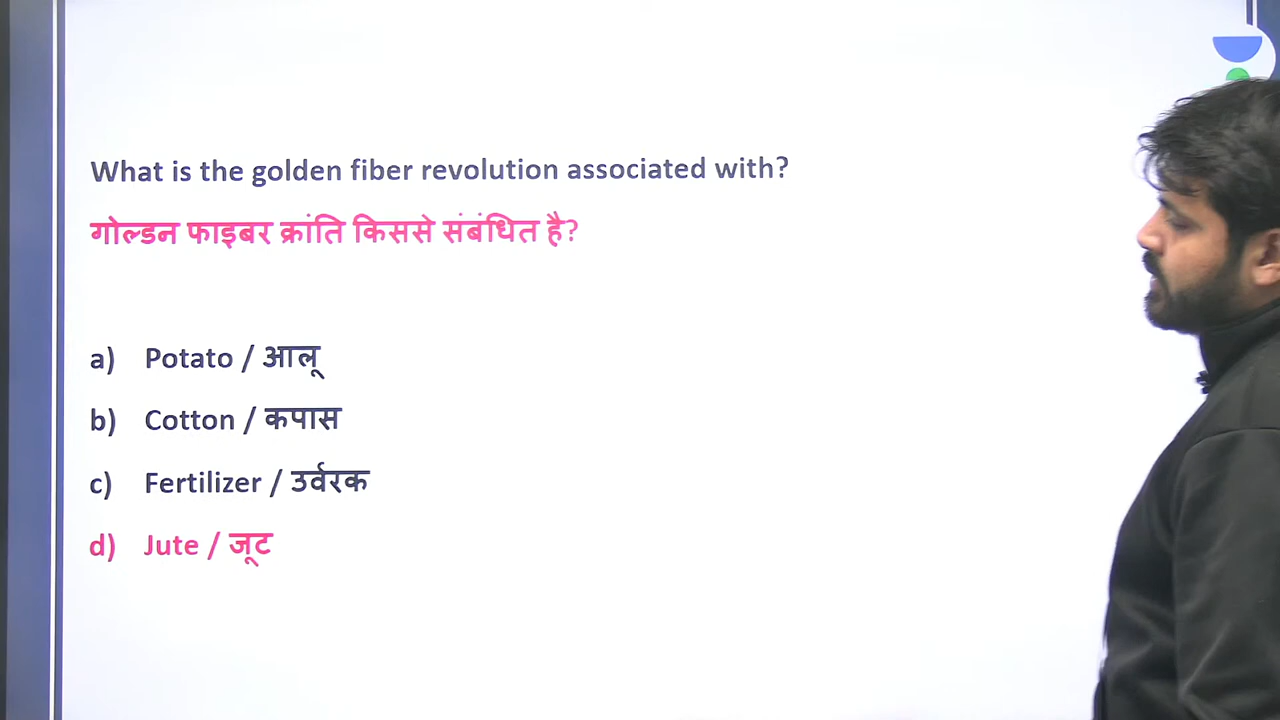 What is the golden fiber revolution associated with?
गोल्डन फाइबर क्रांति किससे संबंधित है?
a) Potato / आलू
b) Cotton / कपास
c) Fertilizer / उर्वरक
d) Jute / जूट